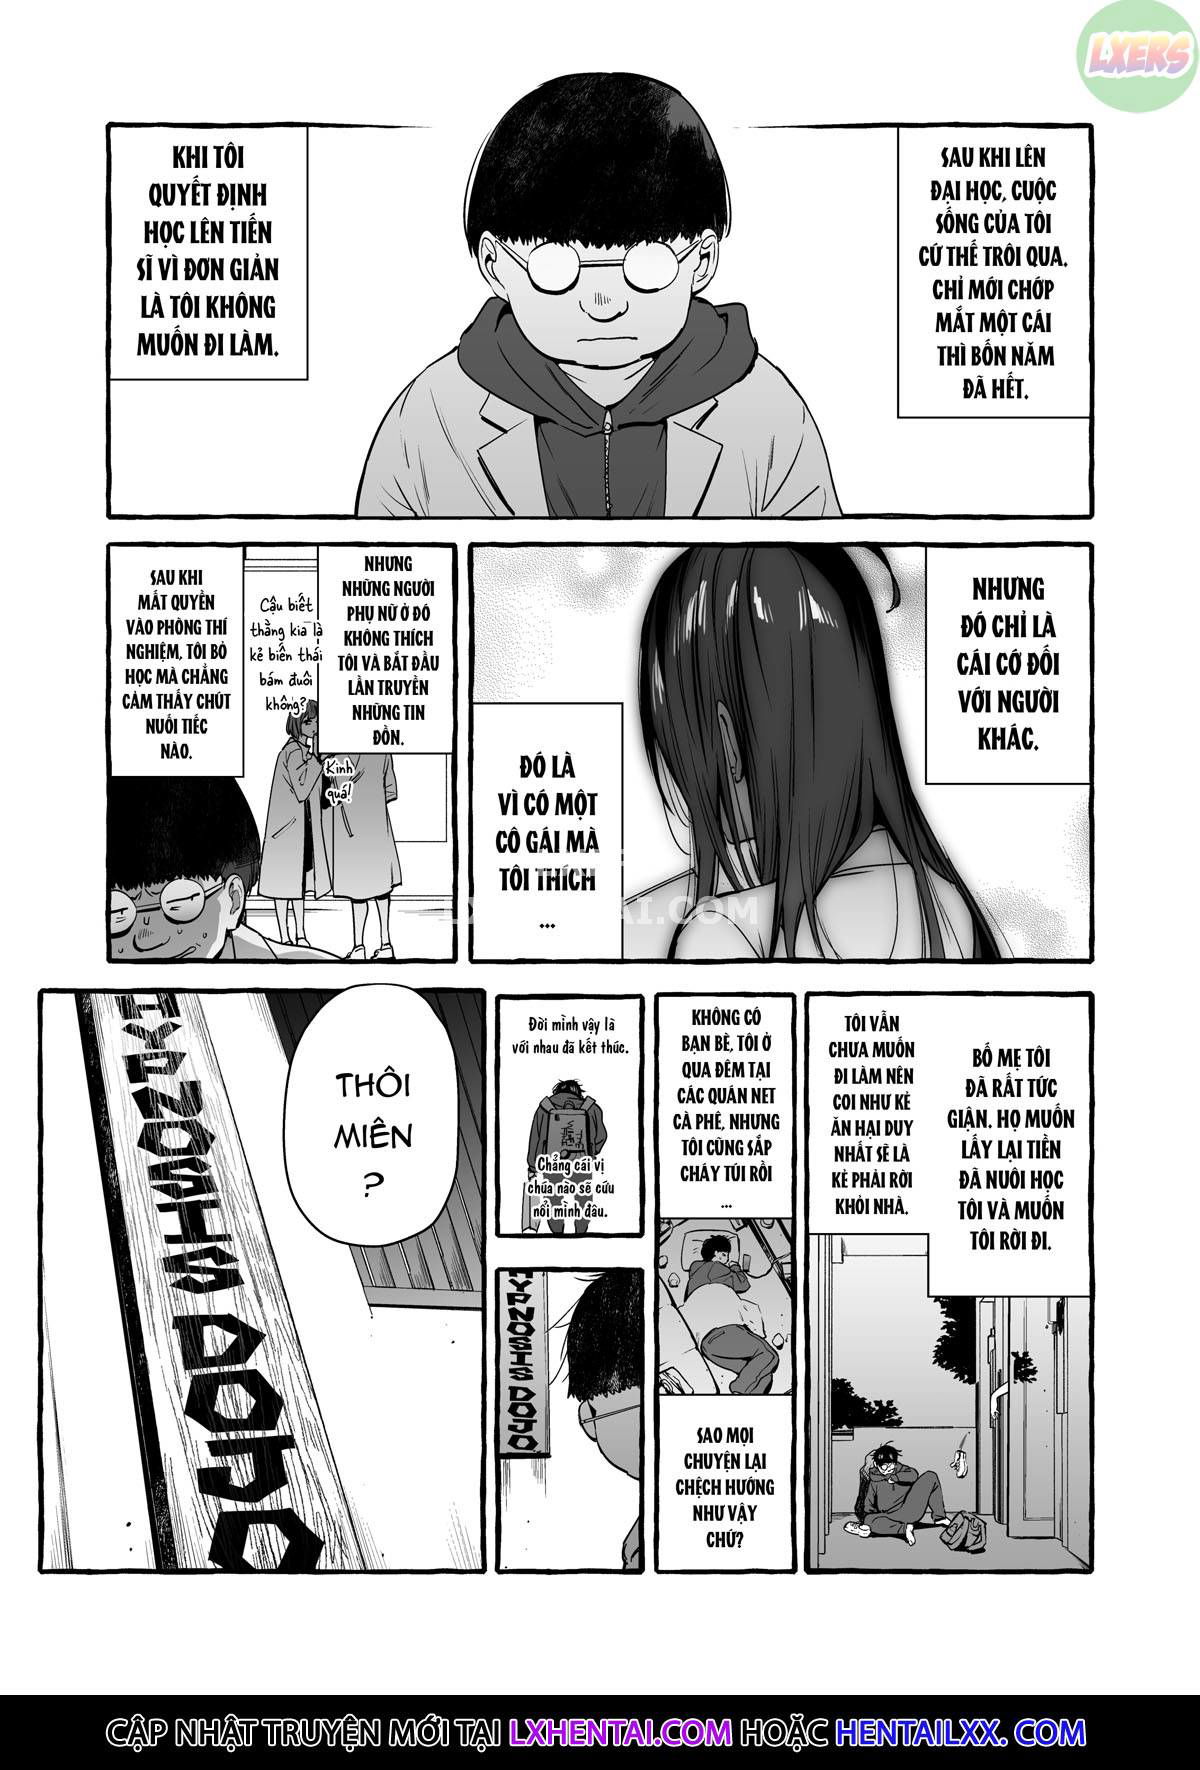 LXERS
SAU KHI LÊN
ĐẠI HỌC, CUỘC
SỐNG CỦA TÔI
CỨ THẾ TRÔI QUA.
CHỈ MỚI CHỚP
MẮT MỘT CÁI
THÌ BỐN NĂM
ĐÃ HẾT.
KHI TÔI
QUYẾT ĐỊNH
HỌC LÊN TIẾN
SĨ VÌ ĐƠN GIẢN
LÀ TÔI KHÔNG
MUỐN ĐI LÀM.
NHƯNG
ĐÓ CHỈ LÀ
CÁI CỚ ĐỐI
VỚI NGƯỜI
KHÁC.
ĐÓ LÀ
VÌ CÓ MỘT
CÔ GÁI MÀ
TÔI THÍCH
...
NHƯNG
NHỮNG NGƯỜI
PHỤ NỮ Ở ĐÓ
KHÔNG THÍCH
TÔI VÀ BẮT ĐẦU
LẦN TRUYỀN
NHỮNG TIN
ĐỒN.
Cậu biết
thằng kia là
kẻ biến thái
bám đuôi
không?
Kinh
quá!
SAU KHI
MẤT QUYỀN
VÀO PHÒNG THÍ
NGHIỆM, TÔI BỎ
HỌC MÀ CHẲNG
CẢM THẤY CHÚT
NUỐI TIẾC
NÀO.
BỐ MẸ TÔI
ĐÃ RẤT TỨC
GIẬN. HỌ MUỐN
LẤY LẠI TIỀN
ĐÃ NUÔI HỌC
TÔI VÀ MUỐN
TÔI RỜI ĐI.
TÔI VẪN
CHƯA MUỐN
ĐI LÀM NÊN
COI NHƯ KẺ
ĂN HẠI DUY
NHẤT SẼ LÀ
KẺ PHẢI RỜI
KHỎI NHÀ.
KHÔNG CÓ
BẠN BÈ, TÔI Ở
QUA ĐÊM TẠI
CÁC QUÁN NET
CÀ PHÊ, NHƯNG
TÔI CŨNG SẮP
CHÁY TÚI RỒI
...
SAO MỌI
CHUYỆN LẠI
CHỆCH HƯỚNG
NHƯ VẬY
CHỨ?
Đời mình vậy là
với nhau đã kết thúc.
Chẳng cái vị
chúa nào sẽ cứu
nổi mình đâu.
HYPNOSIS DOJO
THÔI
MIÊN
?
HYPNOSIS DOJO
CẬP NHẬT TRUYỆN MỚI TẠI LXHENTAI.COM HOẶC HENTAILXX. COM